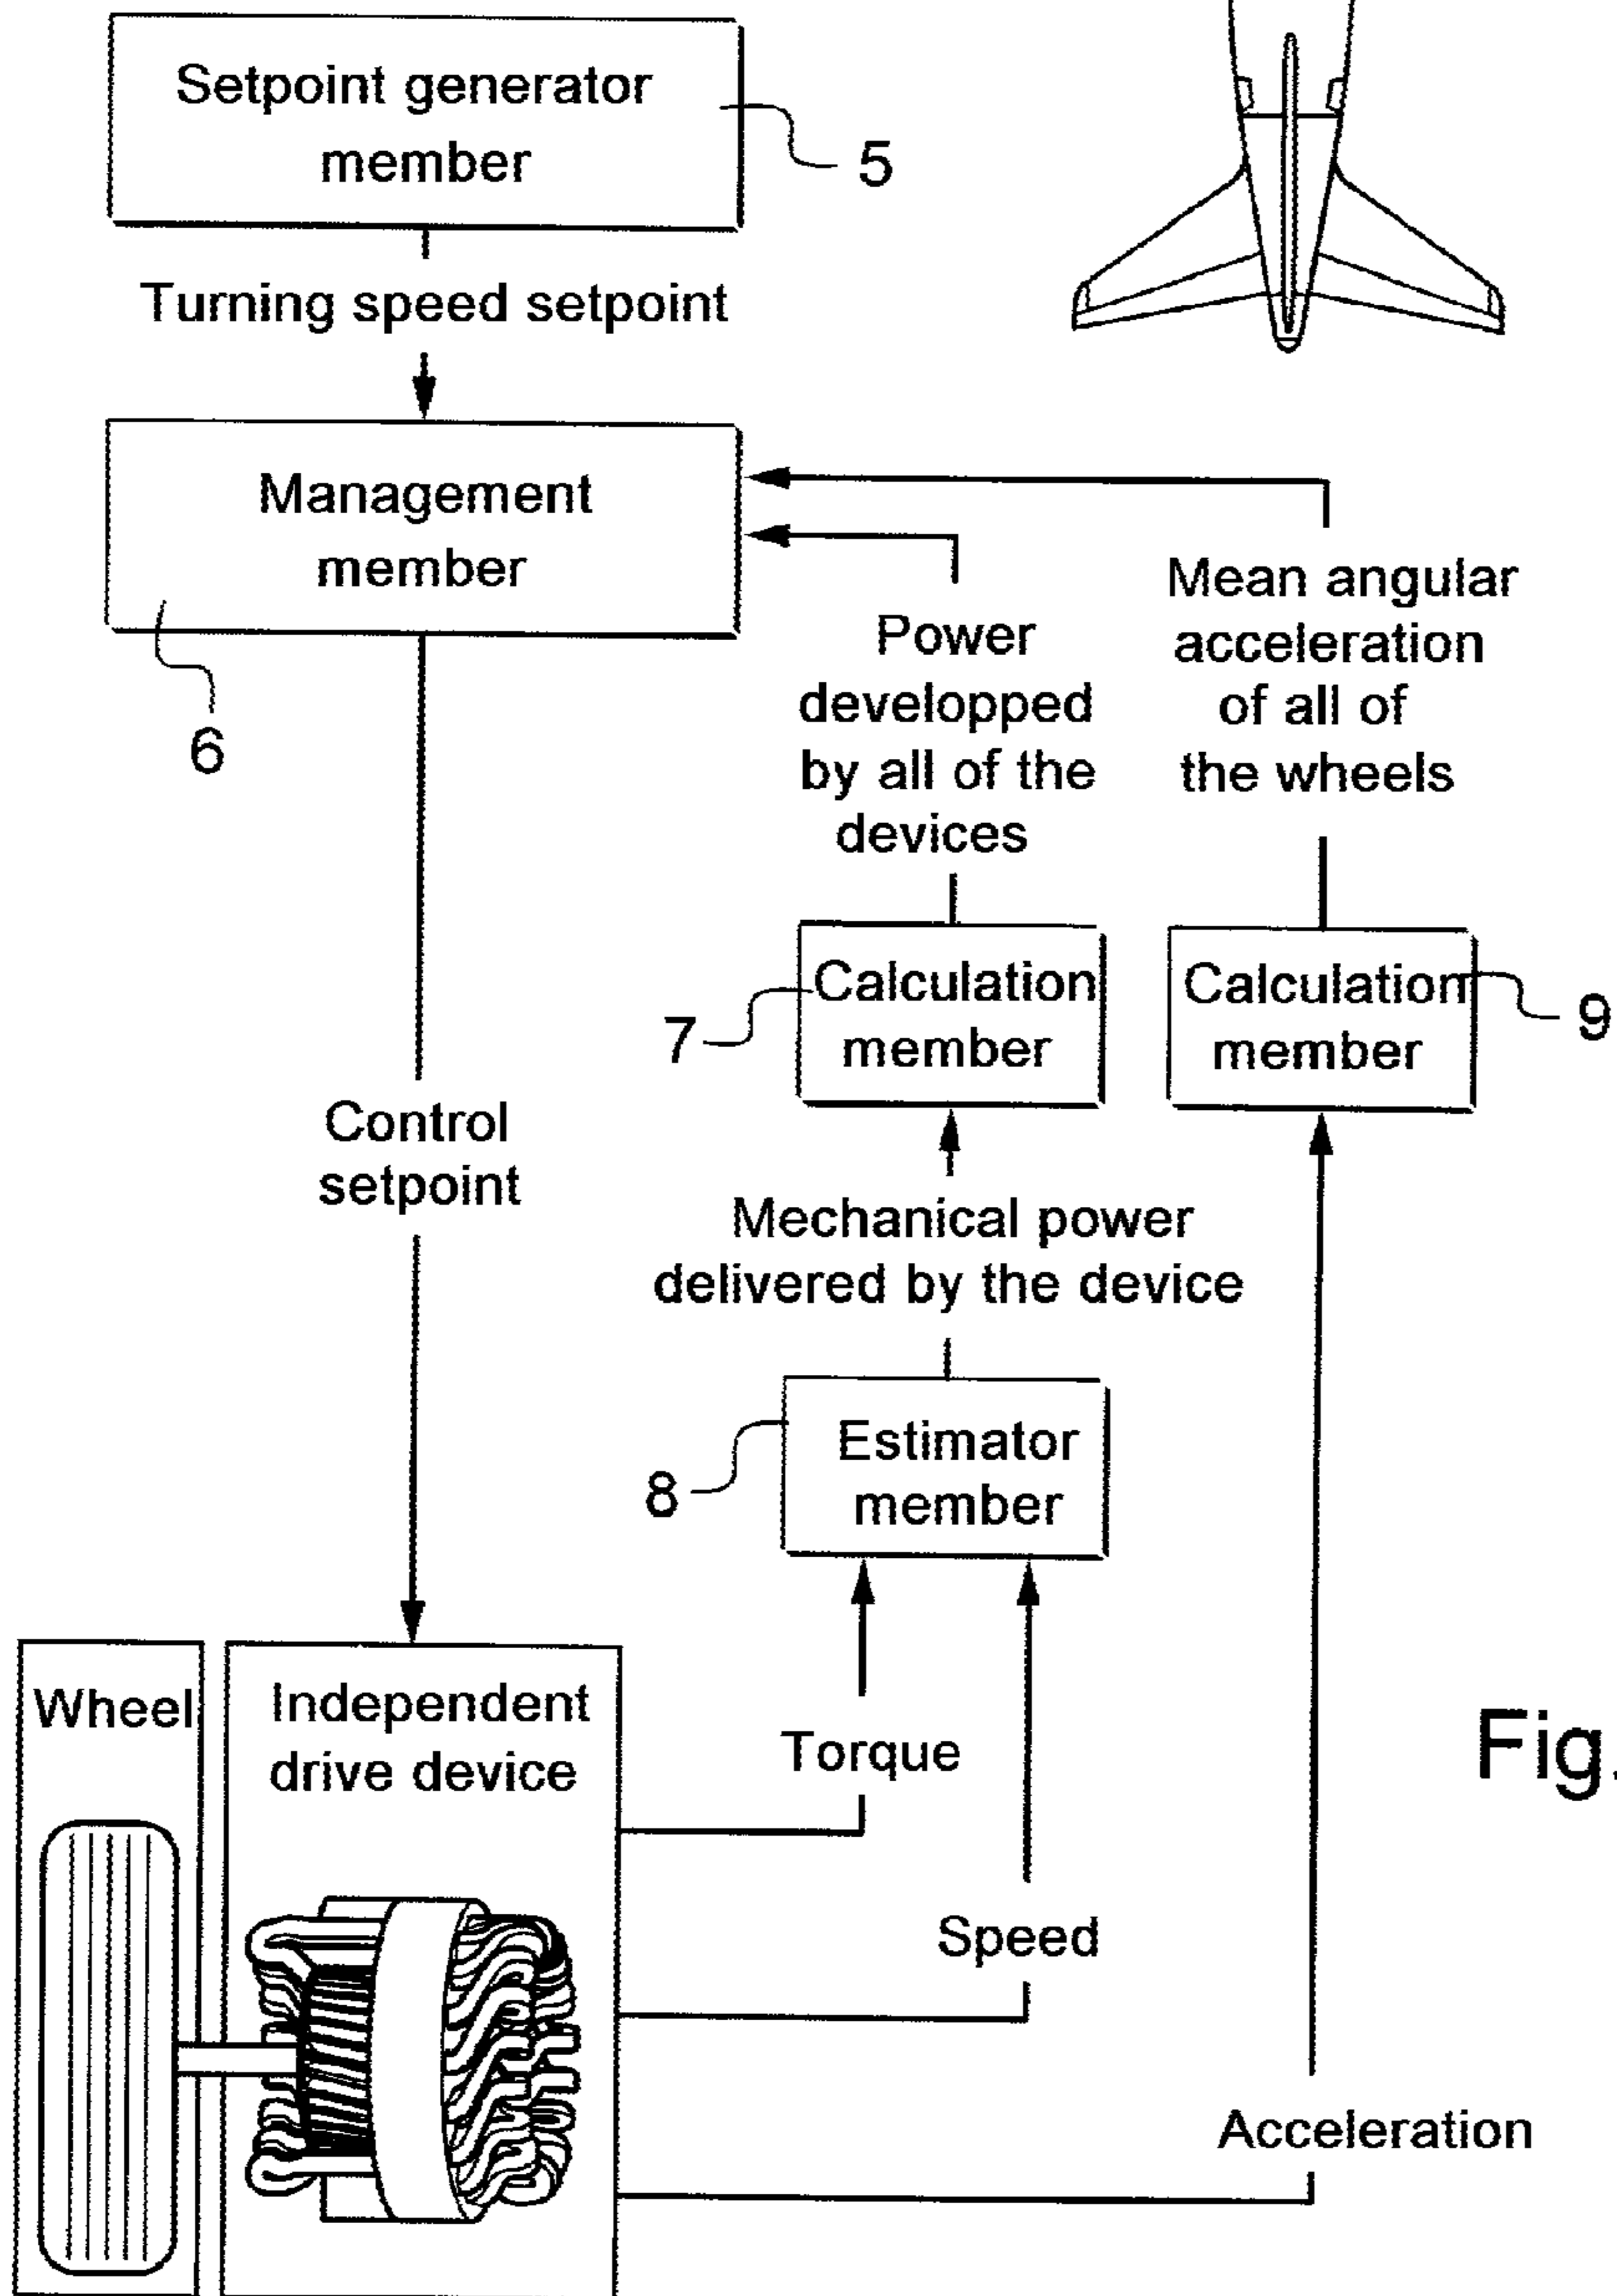 Setpoint generator
member
5
Turning speed setpoint
Management
member
6
Power
developped
by all of the
devices
Mean angular
acceleration
of all of
the wheels
Calculation
member
7
Calculation
member
9
Control
setpoint
Mechanical power
delivered by the device
Estimator
member
8
Wheel
Independent
drive device
Torque
Speed
Acceleration
Fig.